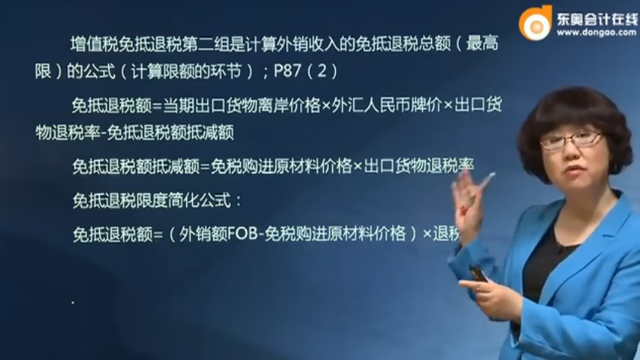 东奥会计在线
www.dongao.com
增值税免抵退税第二组是计算外销收入的免抵退税总额（最高
限）的公式（计算限额的环节）；P87（2）
免抵退税额=当期出口货物离岸价格×外汇人民币牌价×出口货
物退税率-免抵退税额抵减额
免抵退税额抵减额=免税购进原材料价格×出口货物退税率
免抵退税限度简化公式：
免抵退税额=（外销额FOB-免税购进原材料价格）×退税